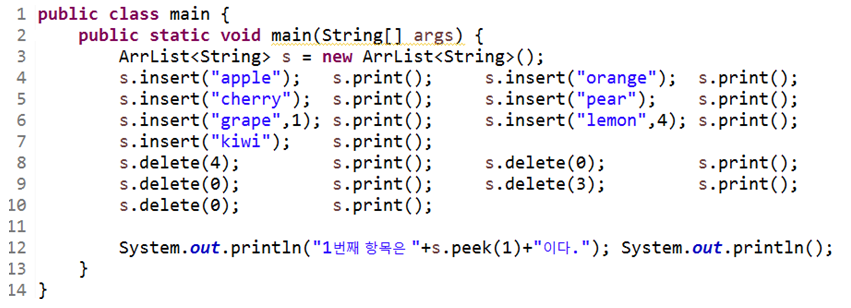 1 public class main {
2     public static void main(String[] args) {
3         ArrList<String> s = new ArrList<String>();
4         s.insert("apple");   s.print();     s.insert("orange");  s.print();
5         s.insert("cherry");  s.print();     s.insert("pear");    s.print();
6         s.insert("grape",1); s.print();     s.insert("lemon",4); s.print();
7         s.insert("kiwi");    s.print();
8         s.delete(4);         s.print();     s.delete(0);         s.print();
9         s.delete(0);         s.print();     s.delete(3);         s.print();
10         s.delete(0);         s.print();
11
12         System.out.println("1번째 항목은 "+s.peek(1)+"이다."); System.out.println();
13     }
14 }